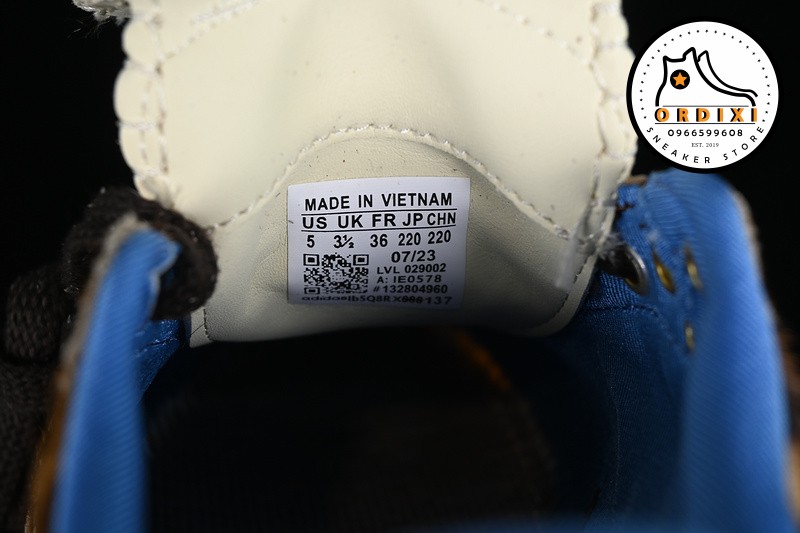 MADE IN VIETNAM
US UK FR JP CHN
5 3½ 36 220 220
07/23
LVL 029002
A: IE0578
#132804960
ORDIXI
0966599608
EST. 2019
SNEAKER STORE